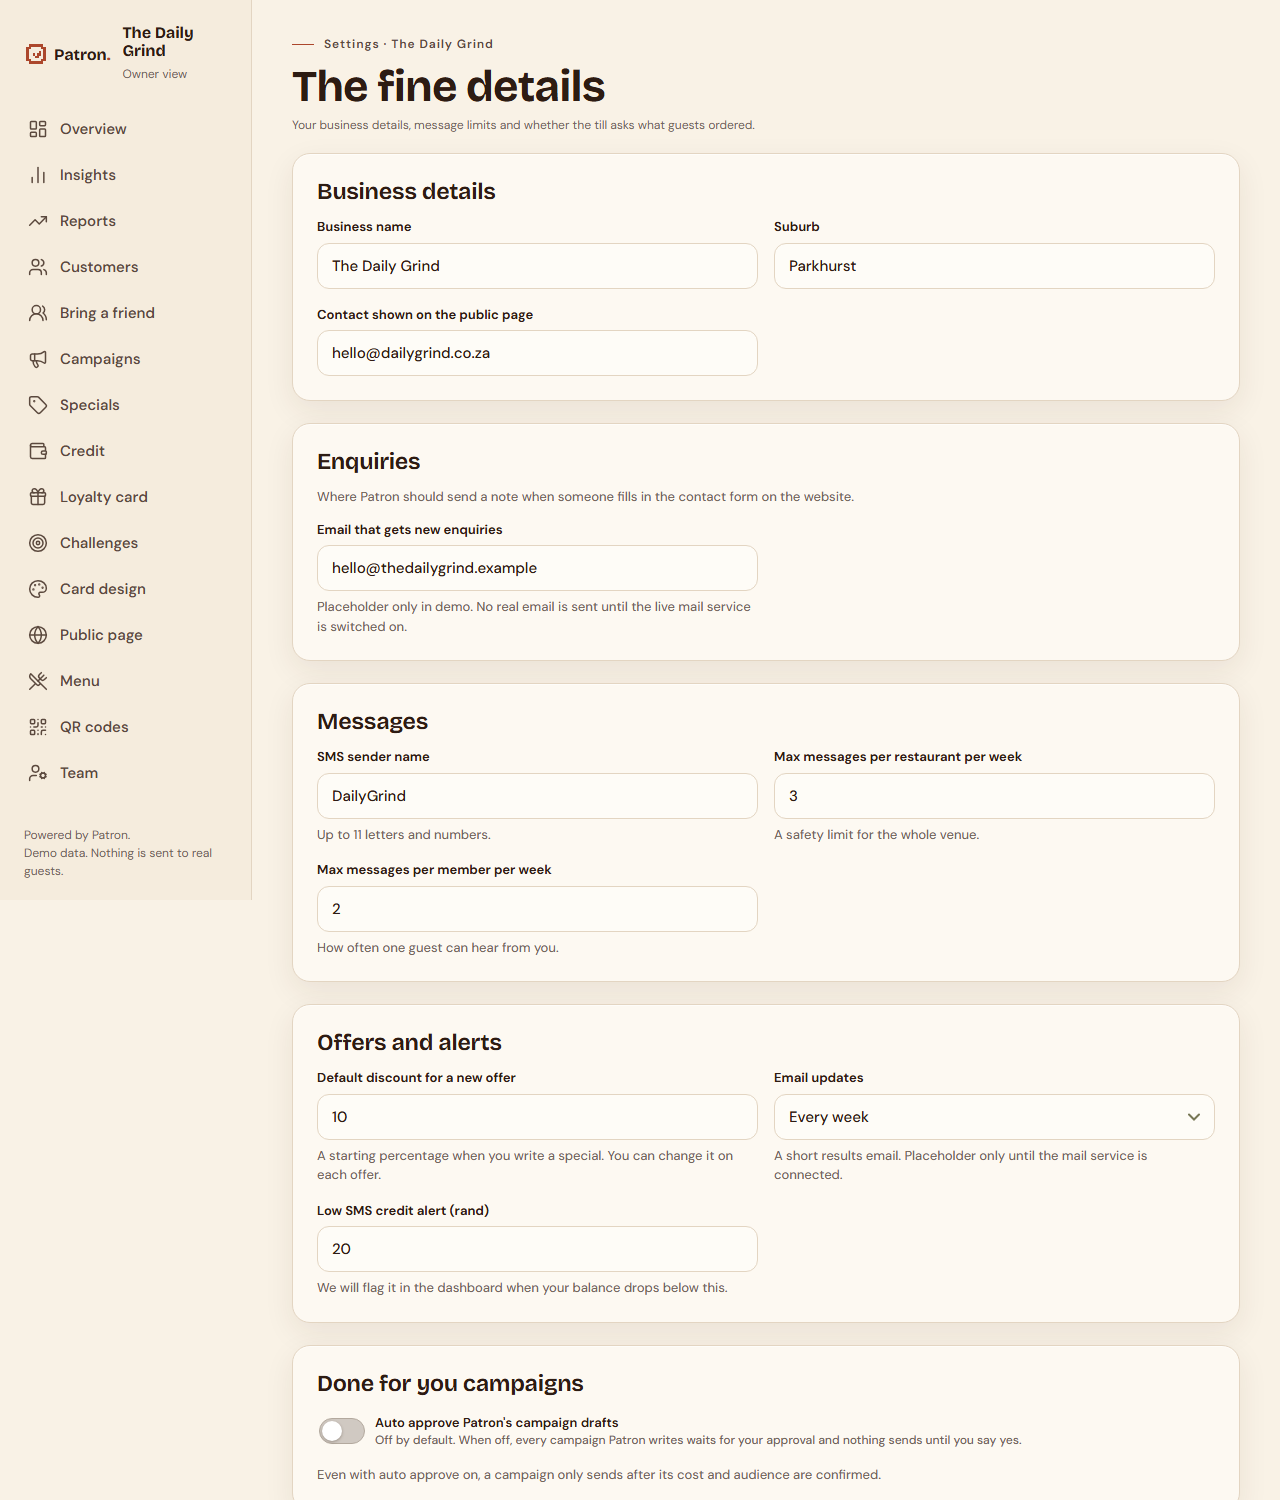 Patron.
The Daily
Grind
Owner view
Overview
Insights
Reports
Customers
Bring a friend
Campaigns
Specials
Credit
Loyalty card
Challenges
Card design
Public page
Menu
QR codes
Team
Powered by Patron.
Demo data. Nothing is sent to real
guests.
Settings · The Daily Grind
The fine details
Your business details, message limits and whether the till asks what guests ordered.
Business details
Business name
Suburb
The Daily Grind
Parkhurst
Contact shown on the public page
hello@dailygrind.co.za
Enquiries
Where Patron should send a note when someone fills in the contact form on the website.
Email that gets new enquiries
hello@thedailygrind.example
Placeholder only in demo. No real email is sent until the live mail service
is switched on.
Messages
SMS sender name
Max messages per restaurant per week
DailyGrind
3
Up to 11 letters and numbers.
A safety limit for the whole venue.
Max messages per member per week
2
How often one guest can hear from you.
Offers and alerts
Default discount for a new offer
Email updates
10
Every week
A starting percentage when you write a special. You can change it on
each offer.
A short results email. Placeholder only until the mail service is
connected.
Low SMS credit alert (rand)
20
We will flag it in the dashboard when your balance drops below this.
Done for you campaigns
Auto approve Patron's campaign drafts
Off by default. When off, every campaign Patron writes waits for your approval and nothing sends until you say yes.
Even with auto approve on, a campaign only sends after its cost and audience are confirmed.